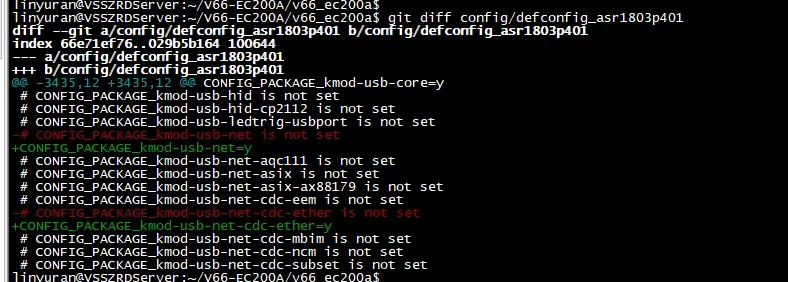 linyuran@VSSZRDServer:~/V66-EC200A/v66_ec200a$
linyuran@VSSZRDServer:~/V66-EC200A/v66_ec200a$ git diff config/defconfig_asr1803p401
diff --git a/config/defconfig_asr1803p401 b/config/defconfig_asr1803p401
index 66e71ef76..029b5b164 100644
--- a/config/defconfig_asr1803p401
+++ b/config/defconfig_asr1803p401
@@ -3435,12 +3435,12 @@ CONFIG_PACKAGE_kmod-usb-core=y
# CONFIG_PACKAGE_kmod-usb-hid is not set
# CONFIG_PACKAGE_kmod-usb-hid-cp2112 is not set
# CONFIG_PACKAGE_kmod-usb-ledtrig-usbport is not set
-# CONFIG_PACKAGE_kmod-usb-net is not set
+CONFIG_PACKAGE_kmod-usb-net=y
# CONFIG_PACKAGE_kmod-usb-net-aqc111 is not set
# CONFIG_PACKAGE_kmod-usb-net-asix is not set
# CONFIG_PACKAGE_kmod-usb-net-asix-ax88179 is not set
# CONFIG_PACKAGE_kmod-usb-net-cdc-eem is not set
-# CONFIG_PACKAGE_kmod-usb-net-cdc-ether is not set
+CONFIG_PACKAGE_kmod-usb-net-cdc-ether=y
# CONFIG_PACKAGE_kmod-usb-net-cdc-mbim is not set
# CONFIG_PACKAGE_kmod-usb-net-cdc-ncm is not set
# CONFIG_PACKAGE_kmod-usb-net-cdc-subset is not set
linyuran@VSSZRDServer:~/V66-EC200A/v66_ec200a$